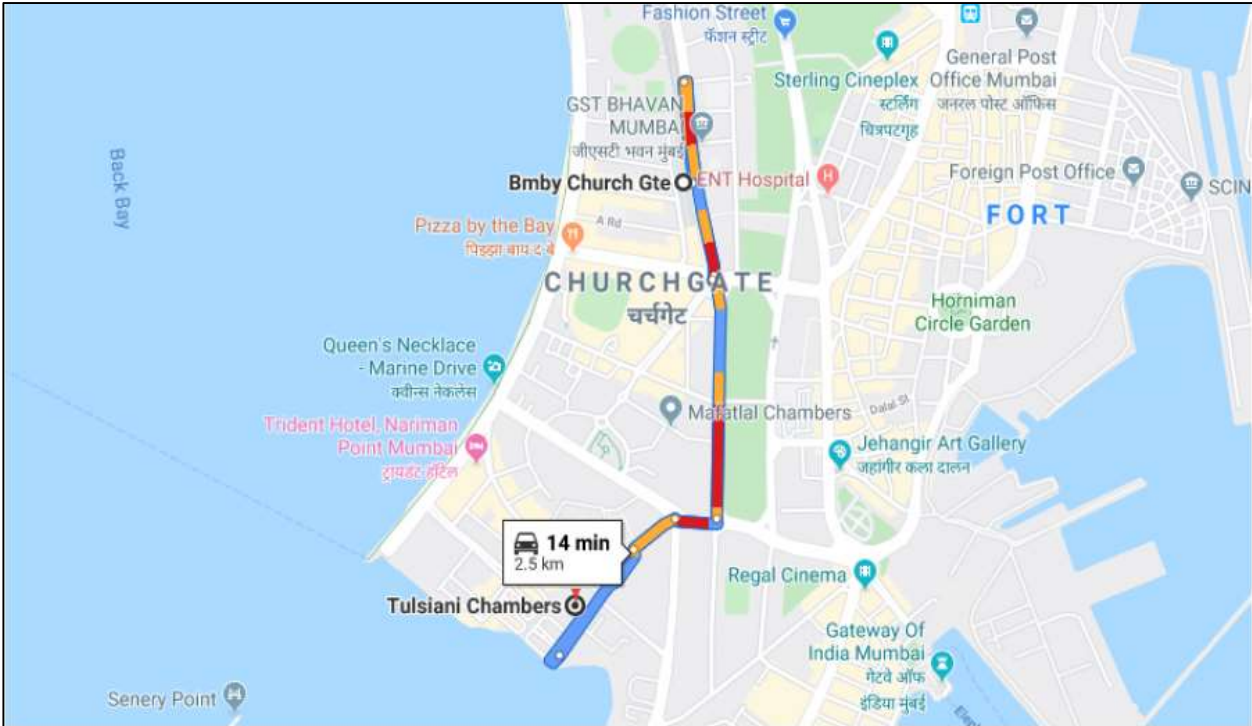 Fashion Street
फॅशन स्ट्रीट
General Post
Office Mumbai
जनरल पोस्ट ऑफिस
Sterling Cineplex
स्टर्लिंग
चित्रपटगृह
GST BHAVAN
MUMBAI
जीएसटी भवन मुंबई
Back Bay
Bmby Church Gte
ENT Hospital
Foreign Post Office
SCIN
FORT
Pizza by the Bay
पिझ्झा बाय द बे
A Rd
CHURCHGATE
चर्चगेट
Horniman
Circle Garden
Queen's Necklace
- Marine Drive
क्वीन्स नेकलेस
Mafatlal Chambers
Dalal St
Trident Hotel, Nariman
Point Mumbai
ट्रायडंट हॉटेल
Jehangir Art Gallery
जहांगीर कला दालन
14 min
2.5 km
Regal Cinema
Tulsiani Chambers
Gateway Of
India Mumbai
गेटवे ऑफ
इंडिया मुंबई
Senery Point